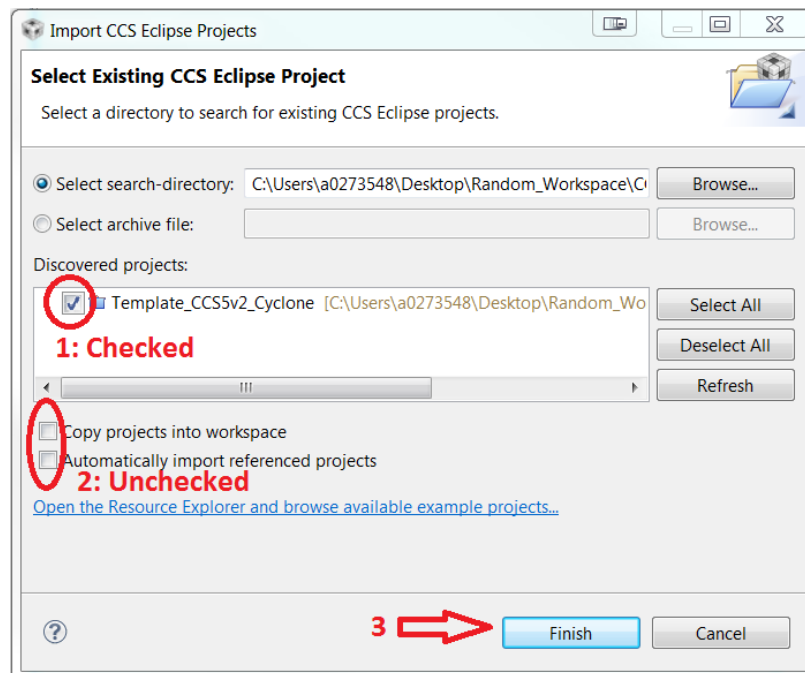 Import CCS Eclipse Projects
Select Existing CCS Eclipse Project
Select a directory to search for existing CCS Eclipse projects.
Select search-directory: C:\Users\a0273548\Desktop\Random_Workspace\C Browse...
Select archive file: Browse...
Discovered projects:
Template_CCS5v2_Cyclone [C:\Users\a0273548\Desktop\Random_Wo Select All
1: Checked
Deselect All
Refresh
Copy projects into workspace
Automatically import referenced projects
2: Unchecked
Open the Resource Explorer and browse available example projects...
3 Finish Cancel